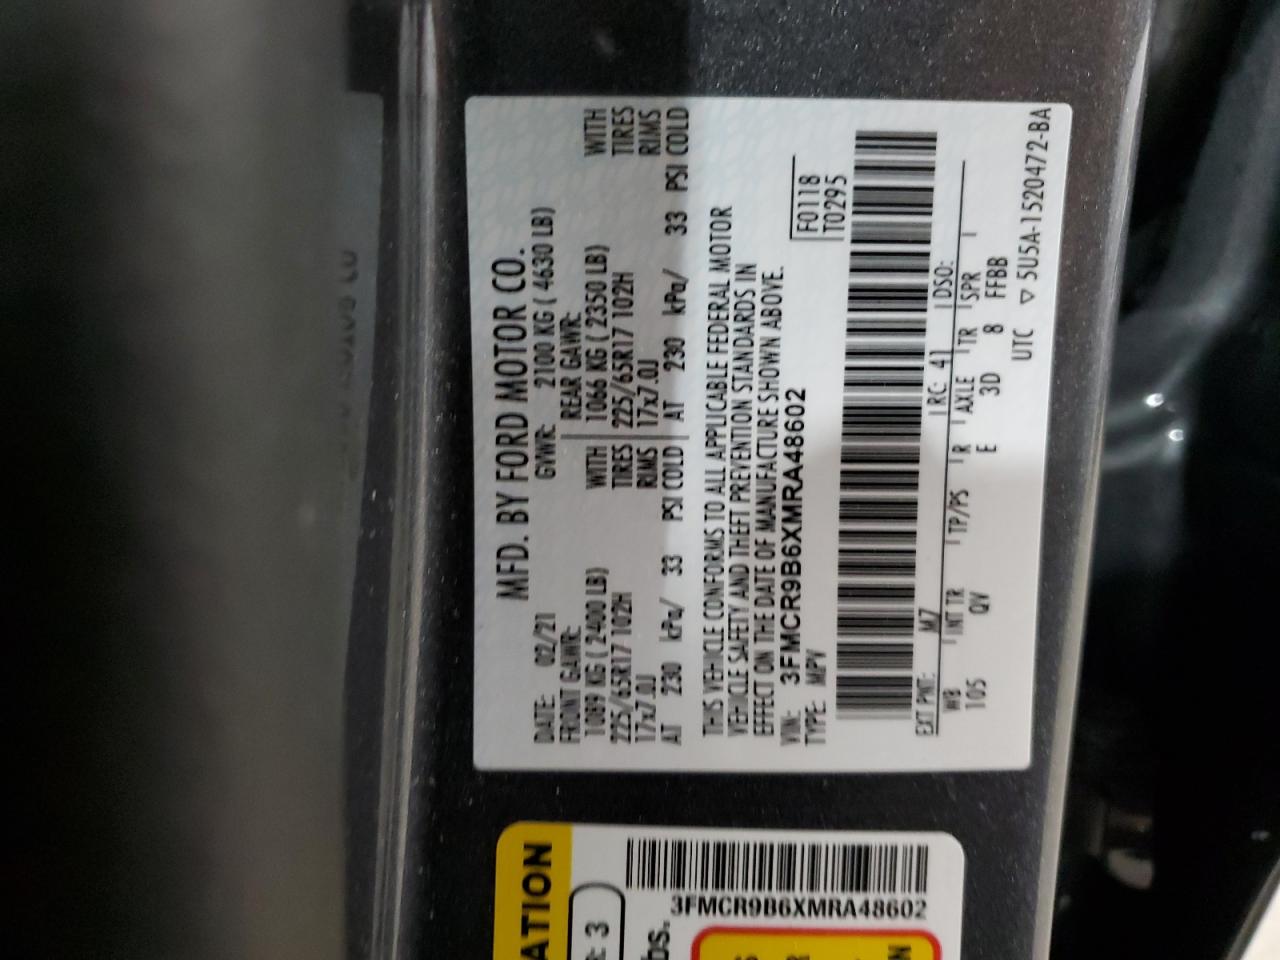 MFD. BY FORD MOTOR CO.
DATE: 02/21 GVWR: 2100 KG ( 4630 LB)
FRONT GAWR: REAR GAWR:
1089 KG ( 2400 LB) WITH 1066 KG ( 2350 LB) WITH
225/65R17 102H TIRES 225/65R17 102H TIRES
17x7.0J RIMS 17x7.0J RIMS
AT 230 kPa/ 33 PSI COLD AT 230 kPa/ 33 PSI COLD
THIS VEHICLE CONFORMS TO ALL APPLICABLE FEDERAL MOTOR
VEHICLE SAFETY AND THEFT PREVENTION STANDARDS IN
EFFECT ON THE DATE OF MANUFACTURE SHOWN ABOVE.
VIN: 3FMCR9B6XMRA48602 F0118
TYPE: MPV T0295
EXT PNT: M7 RC: 41 DSO:
WB INT TR TP/PS R AXLE TR SPR
105 QV E 3D 8 FFBB
UTC ▽ 5U5A-1520472-BA
ATION
R: 3
3FMCR9B6XMRA48602
bs.